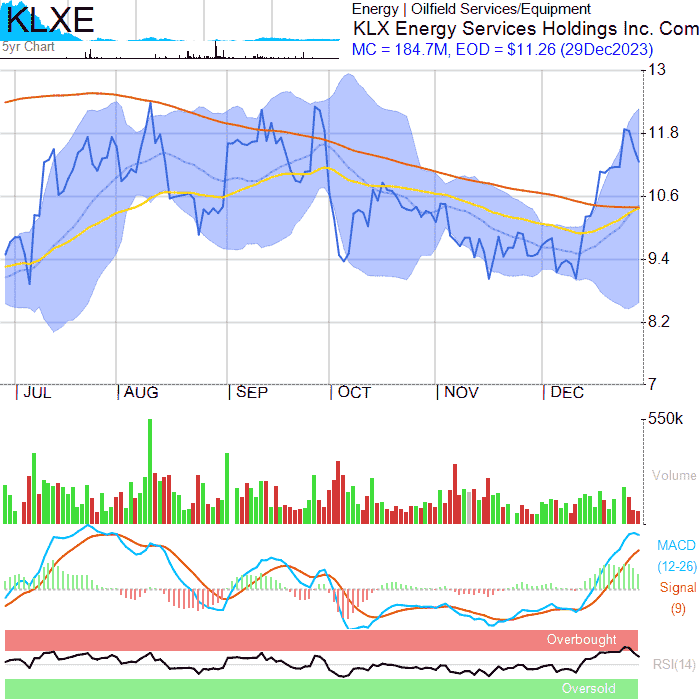 KLXE
5yr Chart
Energy | Oilfield Services/Equipment
KLX Energy Services Holdings Inc. Com
MC = 184.7M, EOD = $11.26 (29Dec2023)
13
11.8
10.6
9.4
8.2
7
JUL AUG SEP OCT NOV DEC
550k
Volume
MACD
(12-26)
Signal
(9)
Overbought
RSI(14)
Oversold